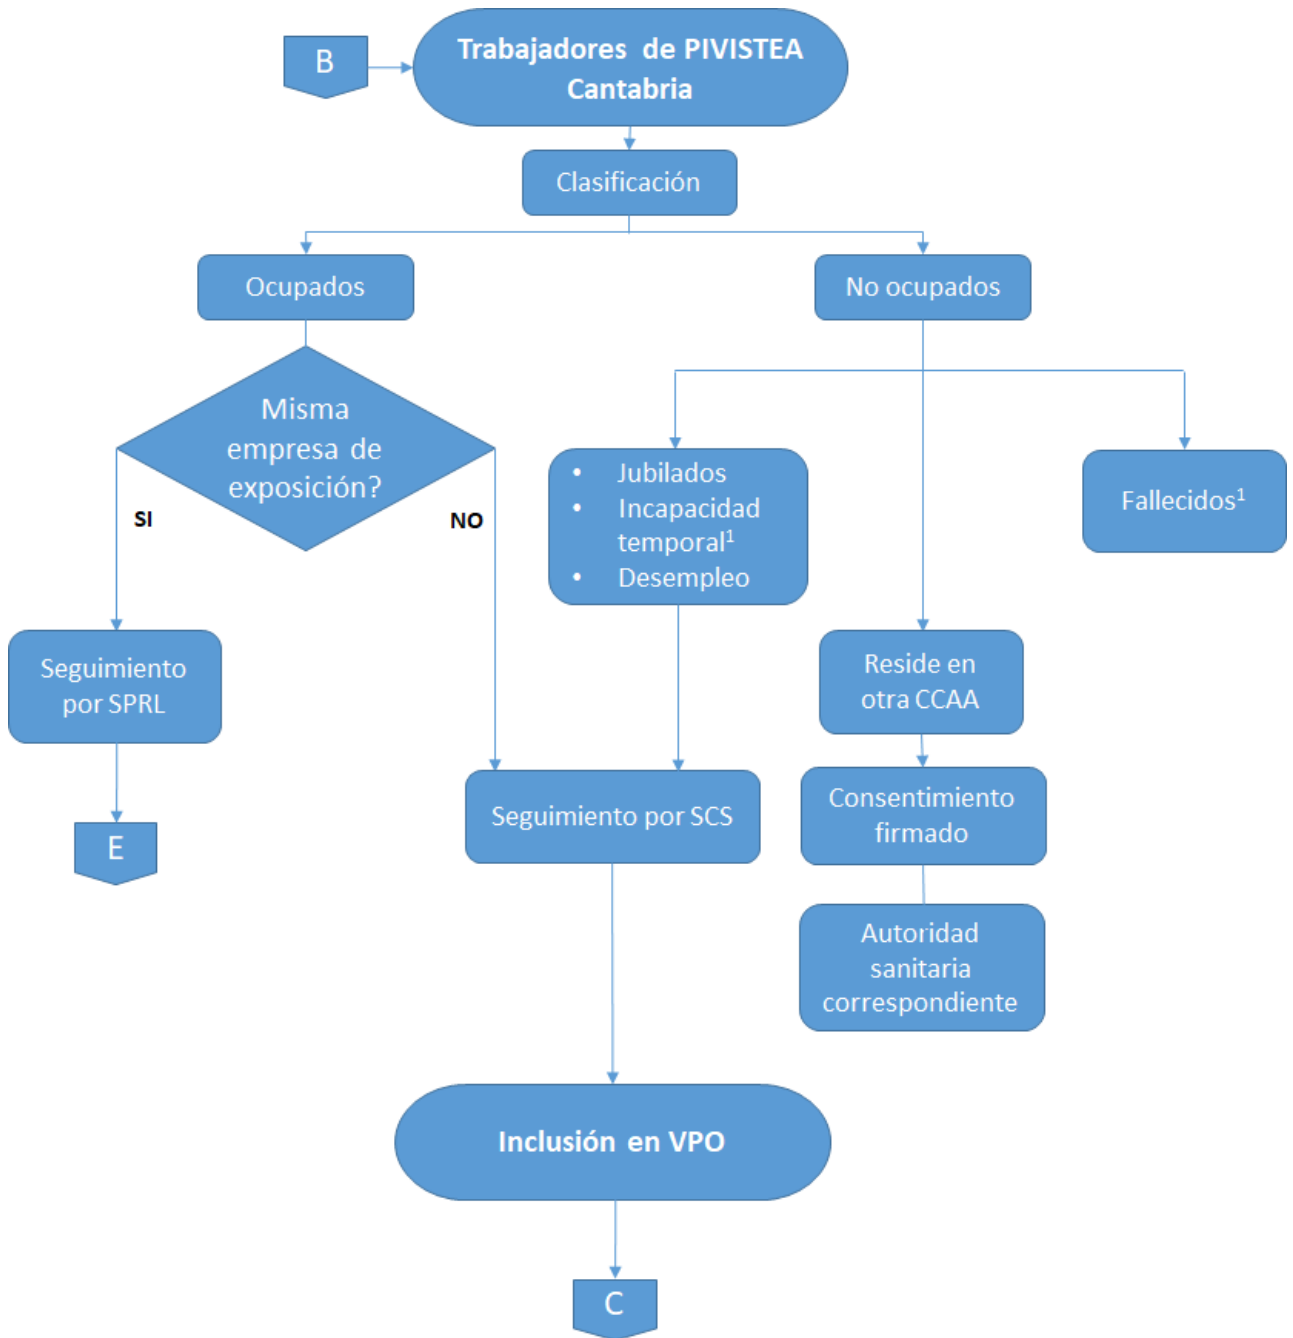 B
Trabajadores de PIVISTEA
Cantabria
Clasificación
Ocupados
No ocupados
Misma
empresa de
exposición?
SI
NO
• Jubilados
• Incapacidad
temporal¹
• Desempleo
Fallecidos¹
Seguimiento
por SPRL
Reside en
otra CCAA
E
Seguimiento por SCS
Consentimiento
firmado
Autoridad
sanitaria
correspondiente
Inclusión en VPO
C